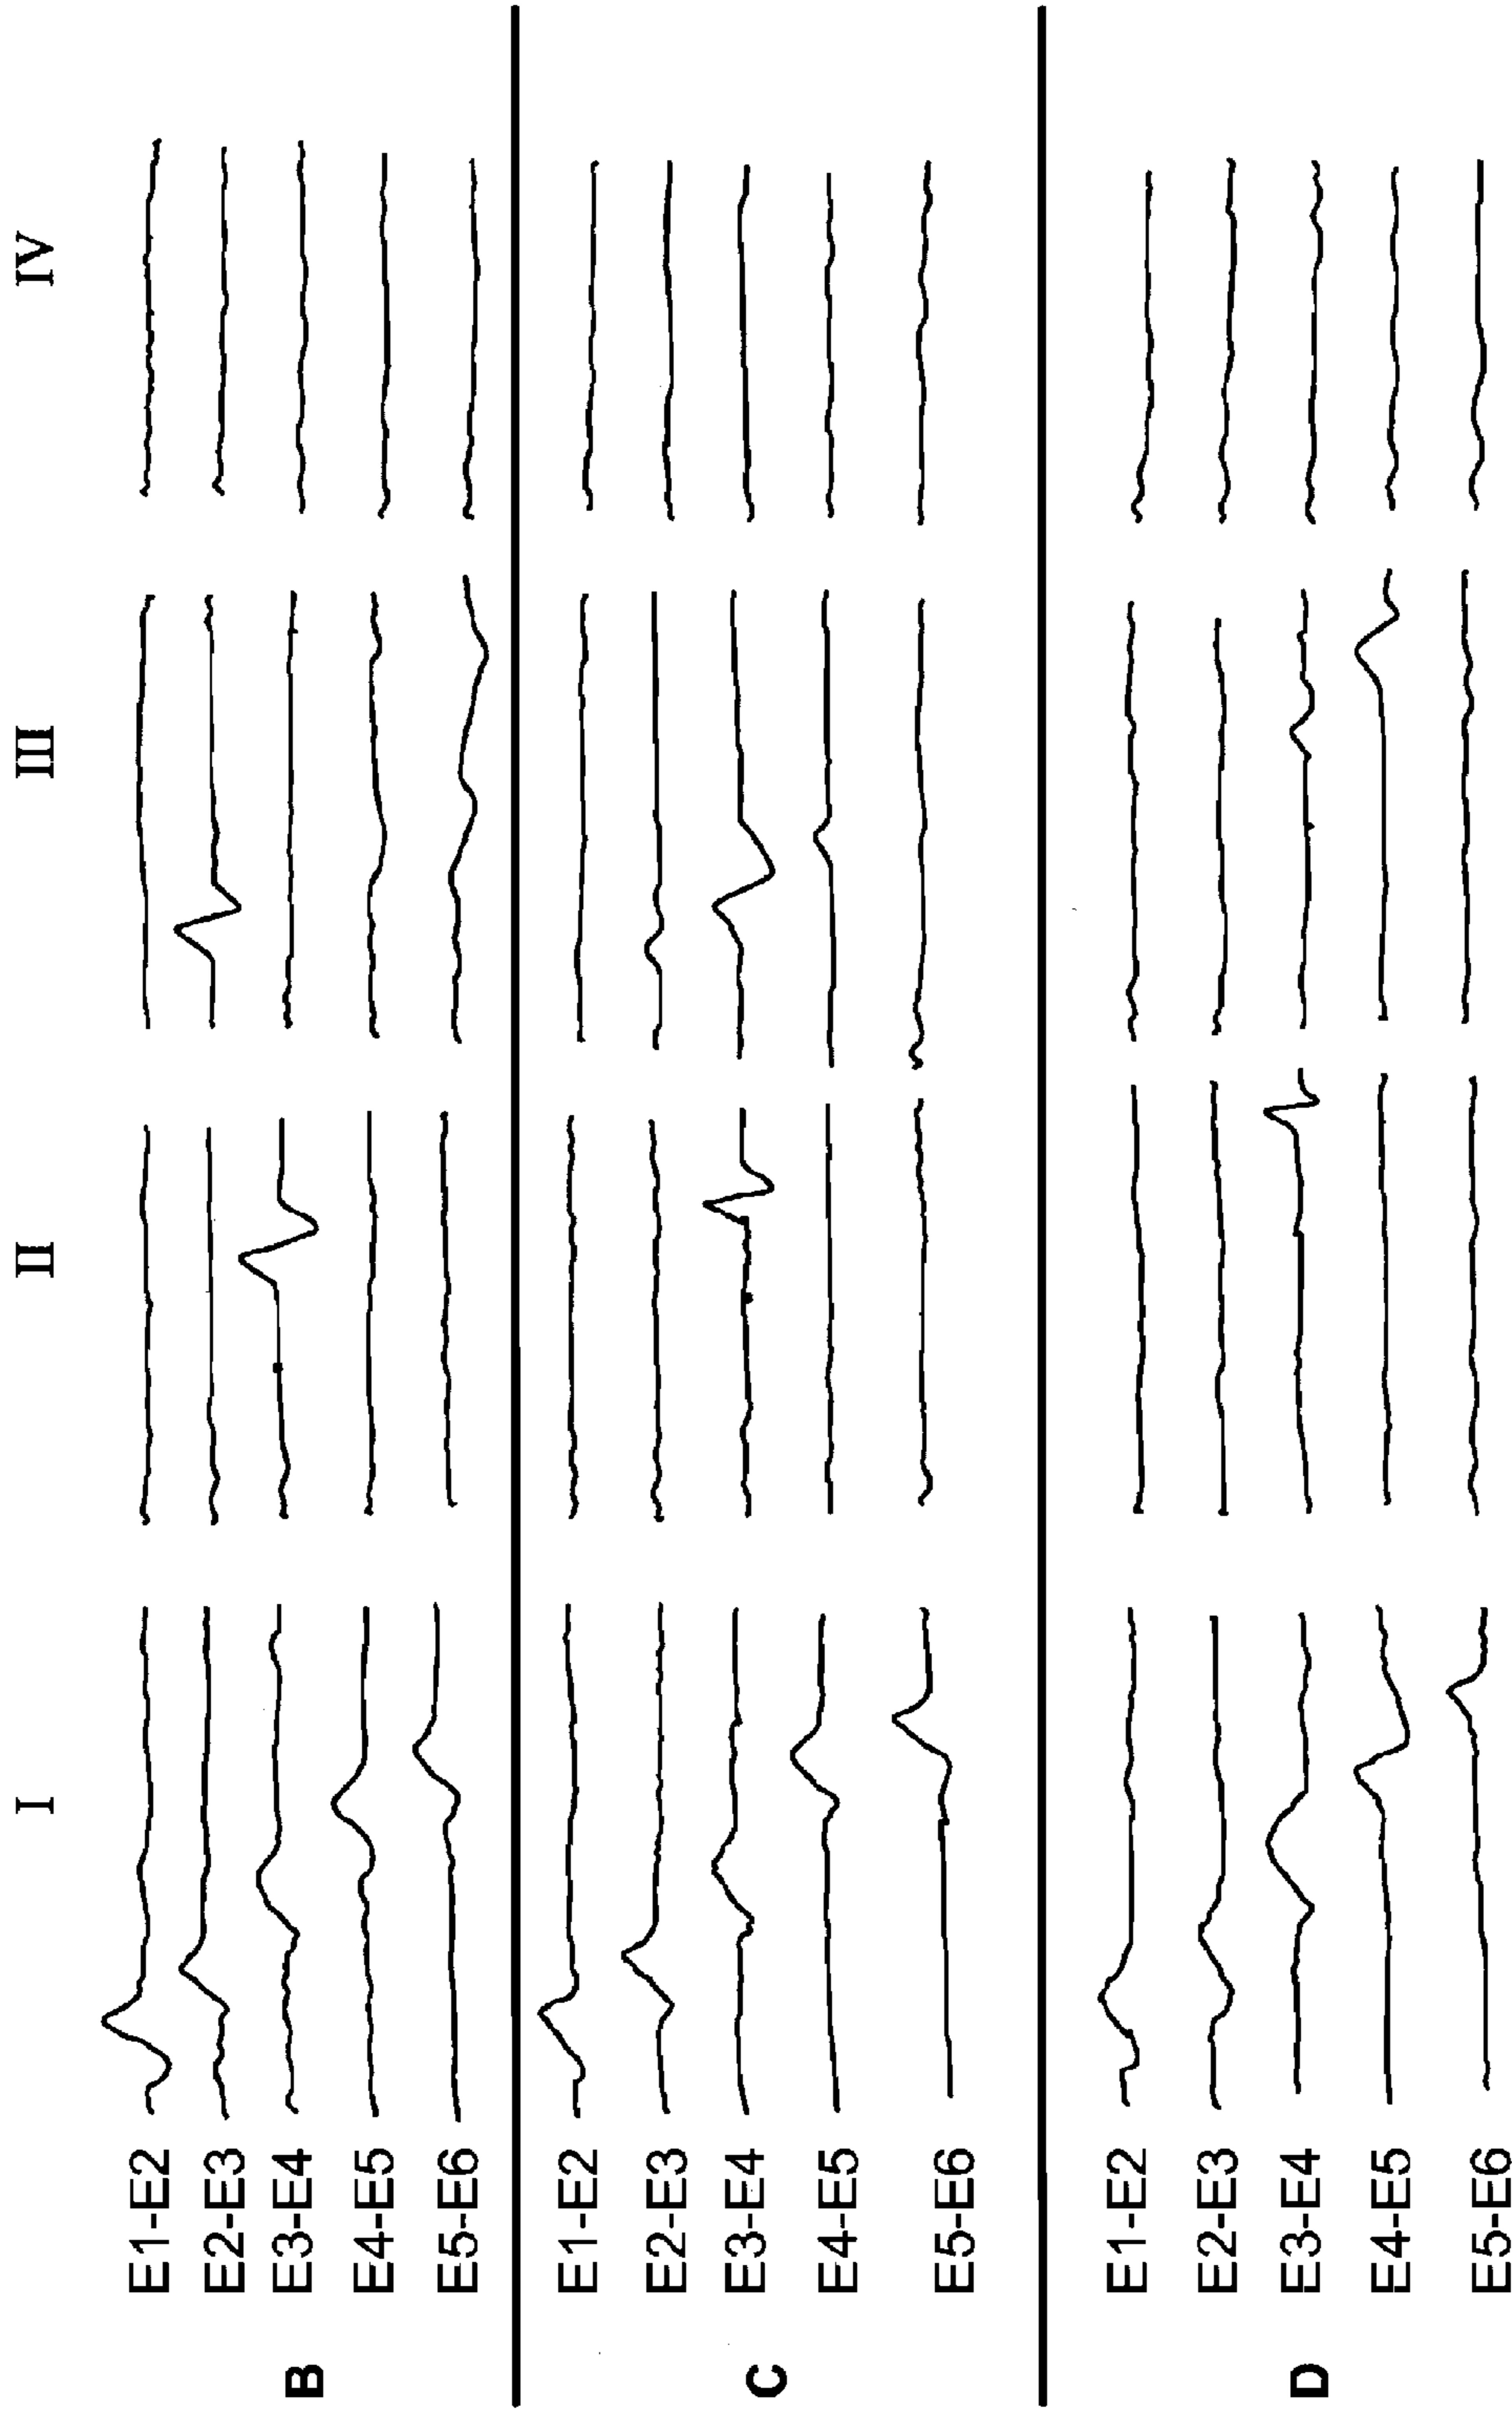 I II III IV
E1-E2
E2-E3
B E3-E4
E4-E5
E5-E6
E1-E2
E2-E3
C E3-E4
E4-E5
E5-E6
E1-E2
E2-E3
D E3-E4
E4-E5
E5-E6